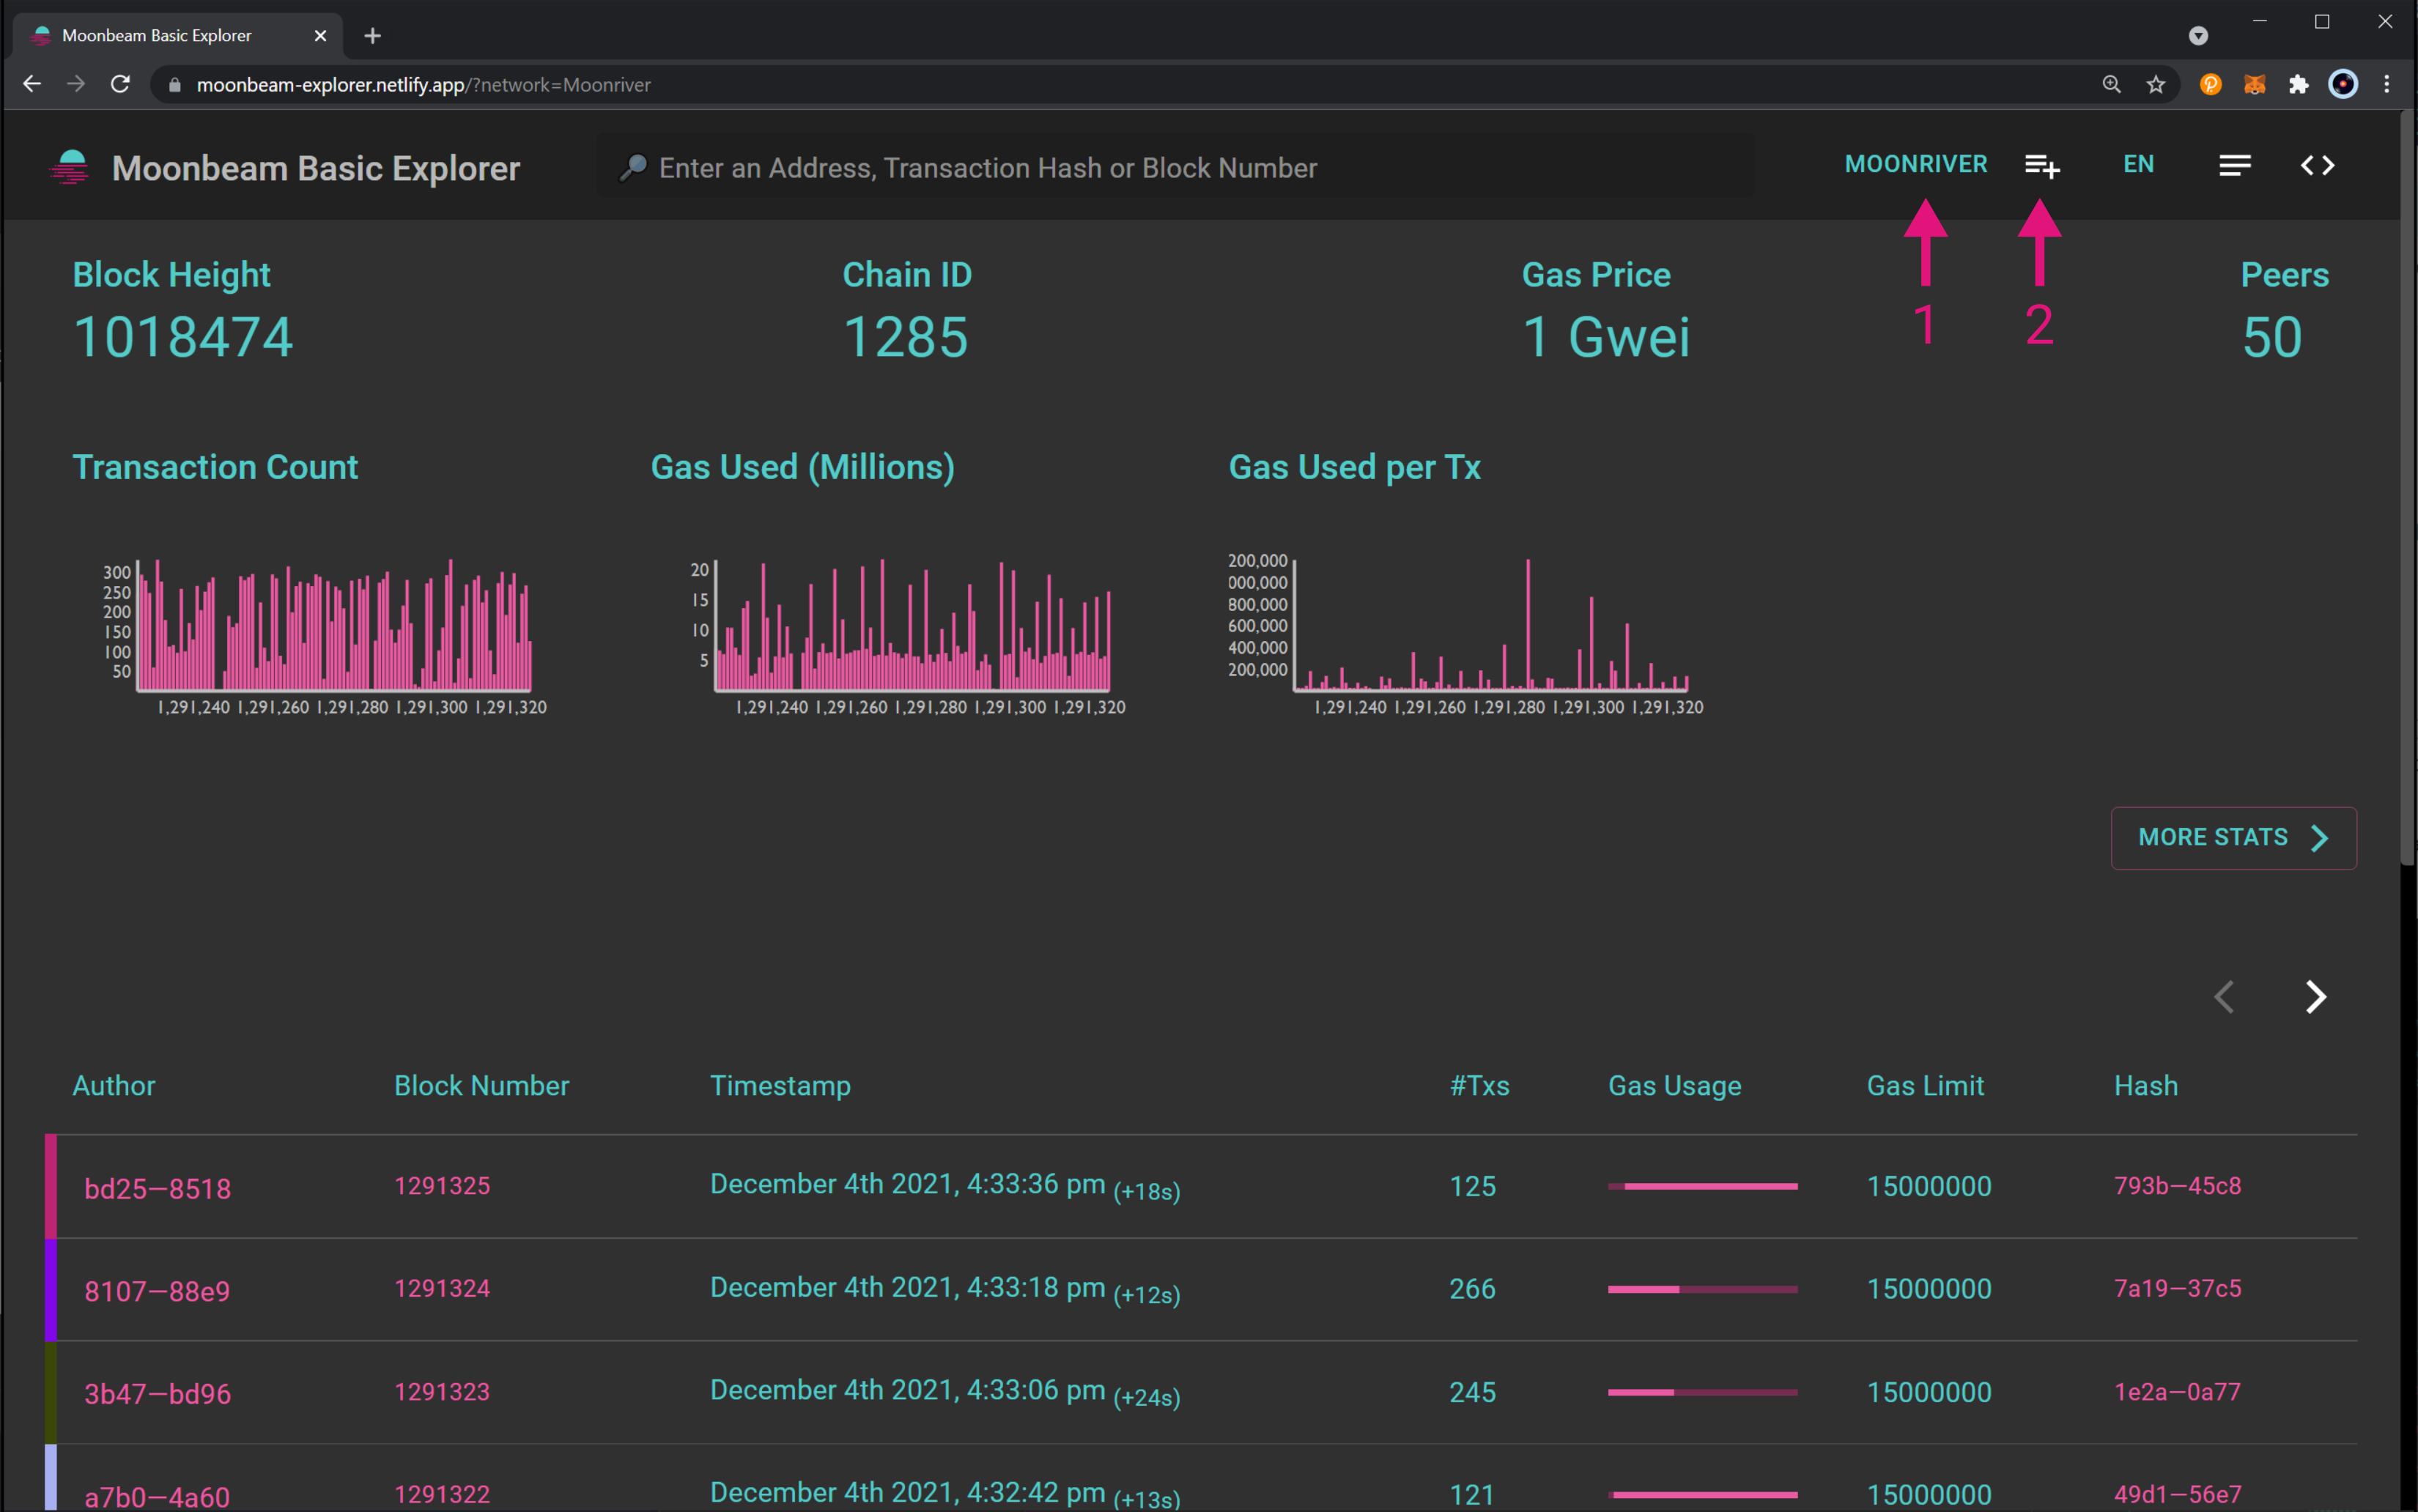 Moonbeam Basic Explorer
moonbeam-explorer.netlify.app/?network=Moonriver
Moonbeam Basic Explorer
Enter an Address, Transaction Hash or Block Number
MOONRIVER
EN
1
2
Block Height
1018474
Chain ID
1285
Gas Price
1 Gwei
Peers
50
Transaction Count
300
250
200
150
100
50
1,291,240 1,291,260 1,291,280 1,291,300 1,291,320
Gas Used (Millions)
20
15
10
5
1,291,240 1,291,260 1,291,280 1,291,300 1,291,320
Gas Used per Tx
200,000
000,000
800,000
600,000
400,000
200,000
1,291,240 1,291,260 1,291,280 1,291,300 1,291,320
MORE STATS
Author Block Number Timestamp #Txs Gas Usage Gas Limit Hash
bd25—8518 1291325 December 4th 2021, 4:33:36 pm (+18s) 125 15000000 793b—45c8
8107—88e9 1291324 December 4th 2021, 4:33:18 pm (+12s) 266 15000000 7a19—37c5
3b47—bd96 1291323 December 4th 2021, 4:33:06 pm (+24s) 245 15000000 1e2a—0a77
a7b0—4a60 1291322 December 4th 2021, 4:32:42 pm (+13s) 121 15000000 49d1—56e7